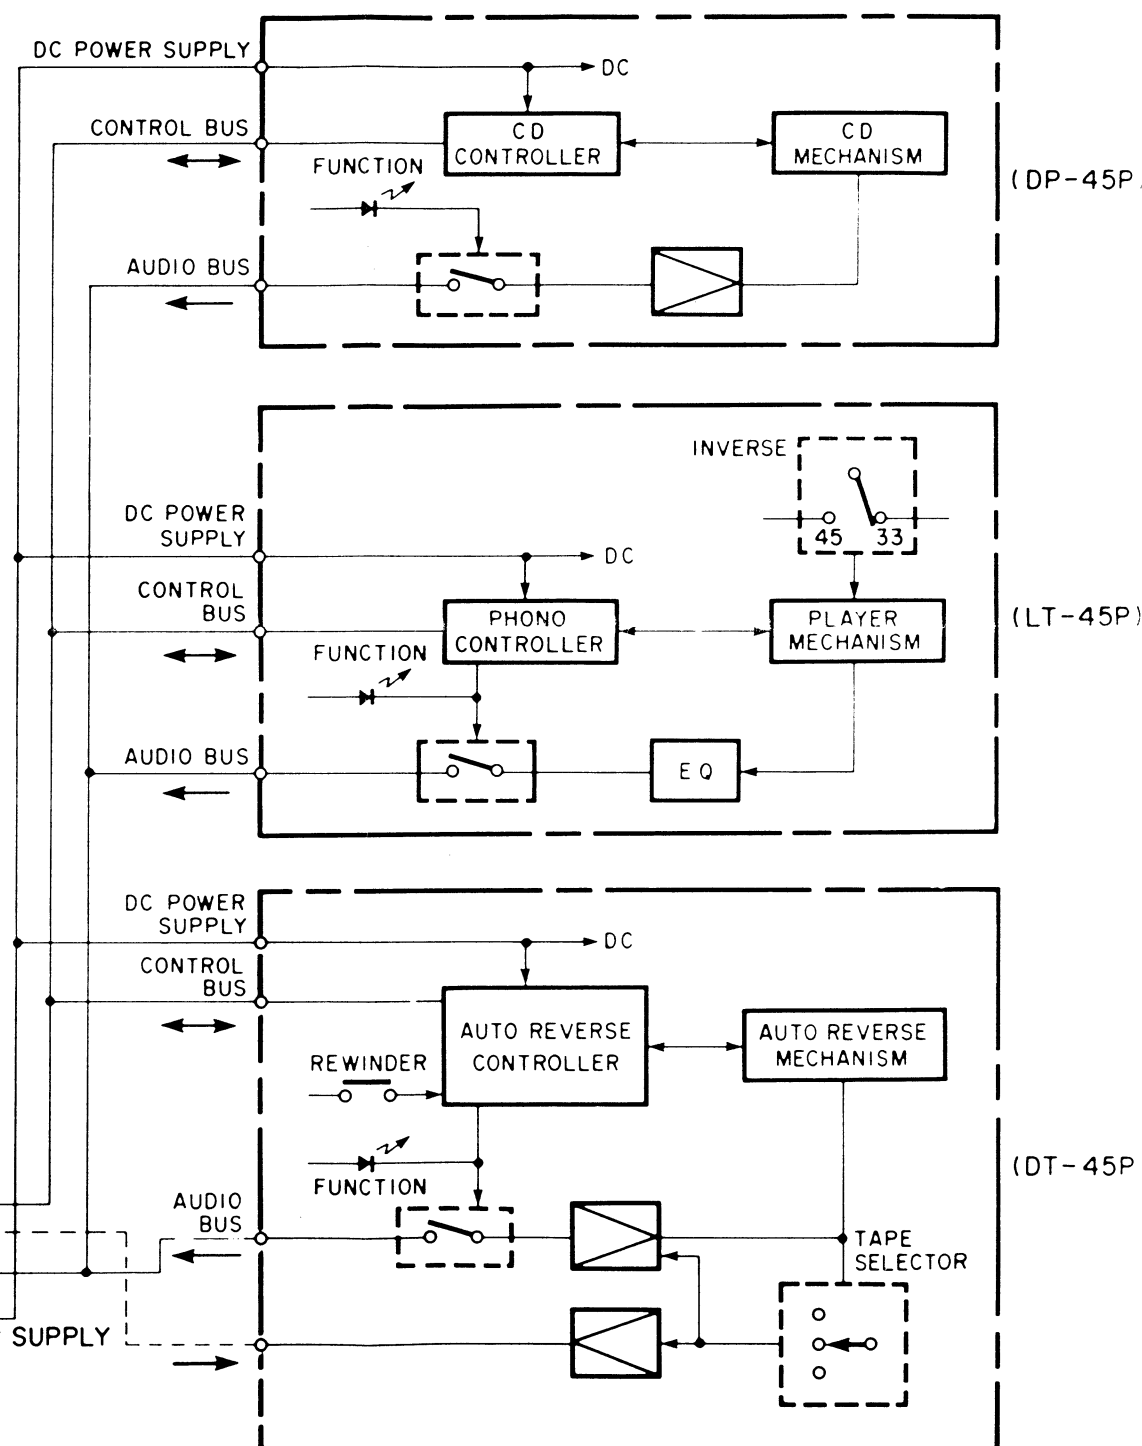 DC POWER SUPPLY
DC
CONTROL BUS
CD
CONTROLLER
CD
MECHANISM
FUNCTION
(DP-45P)
AUDIO BUS
INVERSE
45 33
DC POWER
SUPPLY
DC
CONTROL
BUS
PHONO
CONTROLLER
PLAYER
MECHANISM
(LT-45P)
FUNCTION
AUDIO BUS
EQ
DC POWER
SUPPLY
DC
CONTROL
BUS
AUTO REVERSE
CONTROLLER
AUTO REVERSE
MECHANISM
REWINDER
(DT-45P
FUNCTION
AUDIO
BUS
TAPE
SELECTOR
SUPPLY